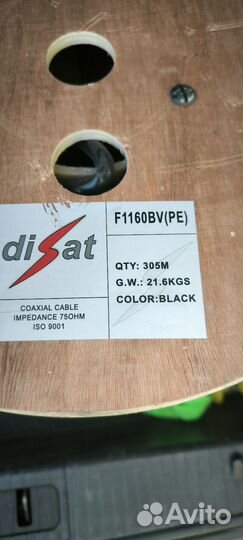 diSat
COAXIAL CABLE
IMPEDANCE 75OHM
ISO 9001
F1160BV(PE)
QTY: 305M
G.W.: 21.6KGS
COLOR:BLACK
Avito